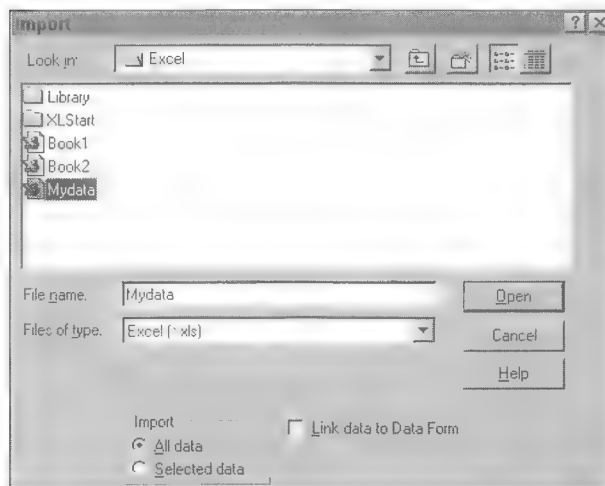 Import
Look in: Excel
Library
XLStart
Book1
Book2
Mydata
File name. Mydata
Open
Files of type. Excel (*.xls)
Cancel
Help
Import
Link data to Data Form
All data
Selected data